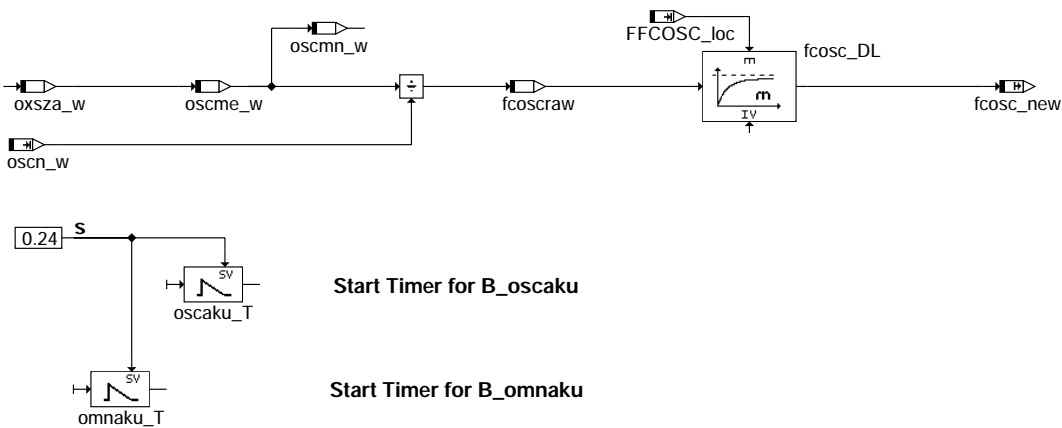 oscmn_w
FFCOSC_loc
fcosc_DL
m
oxsza_w
oscme_w
÷
fcoscraw
m
IV
fcosc_new
oscn_w
0.24
s
SV
oscaku_T
Start Timer for B_oscaku
SV
omnaku_T
Start Timer for B_omnaku